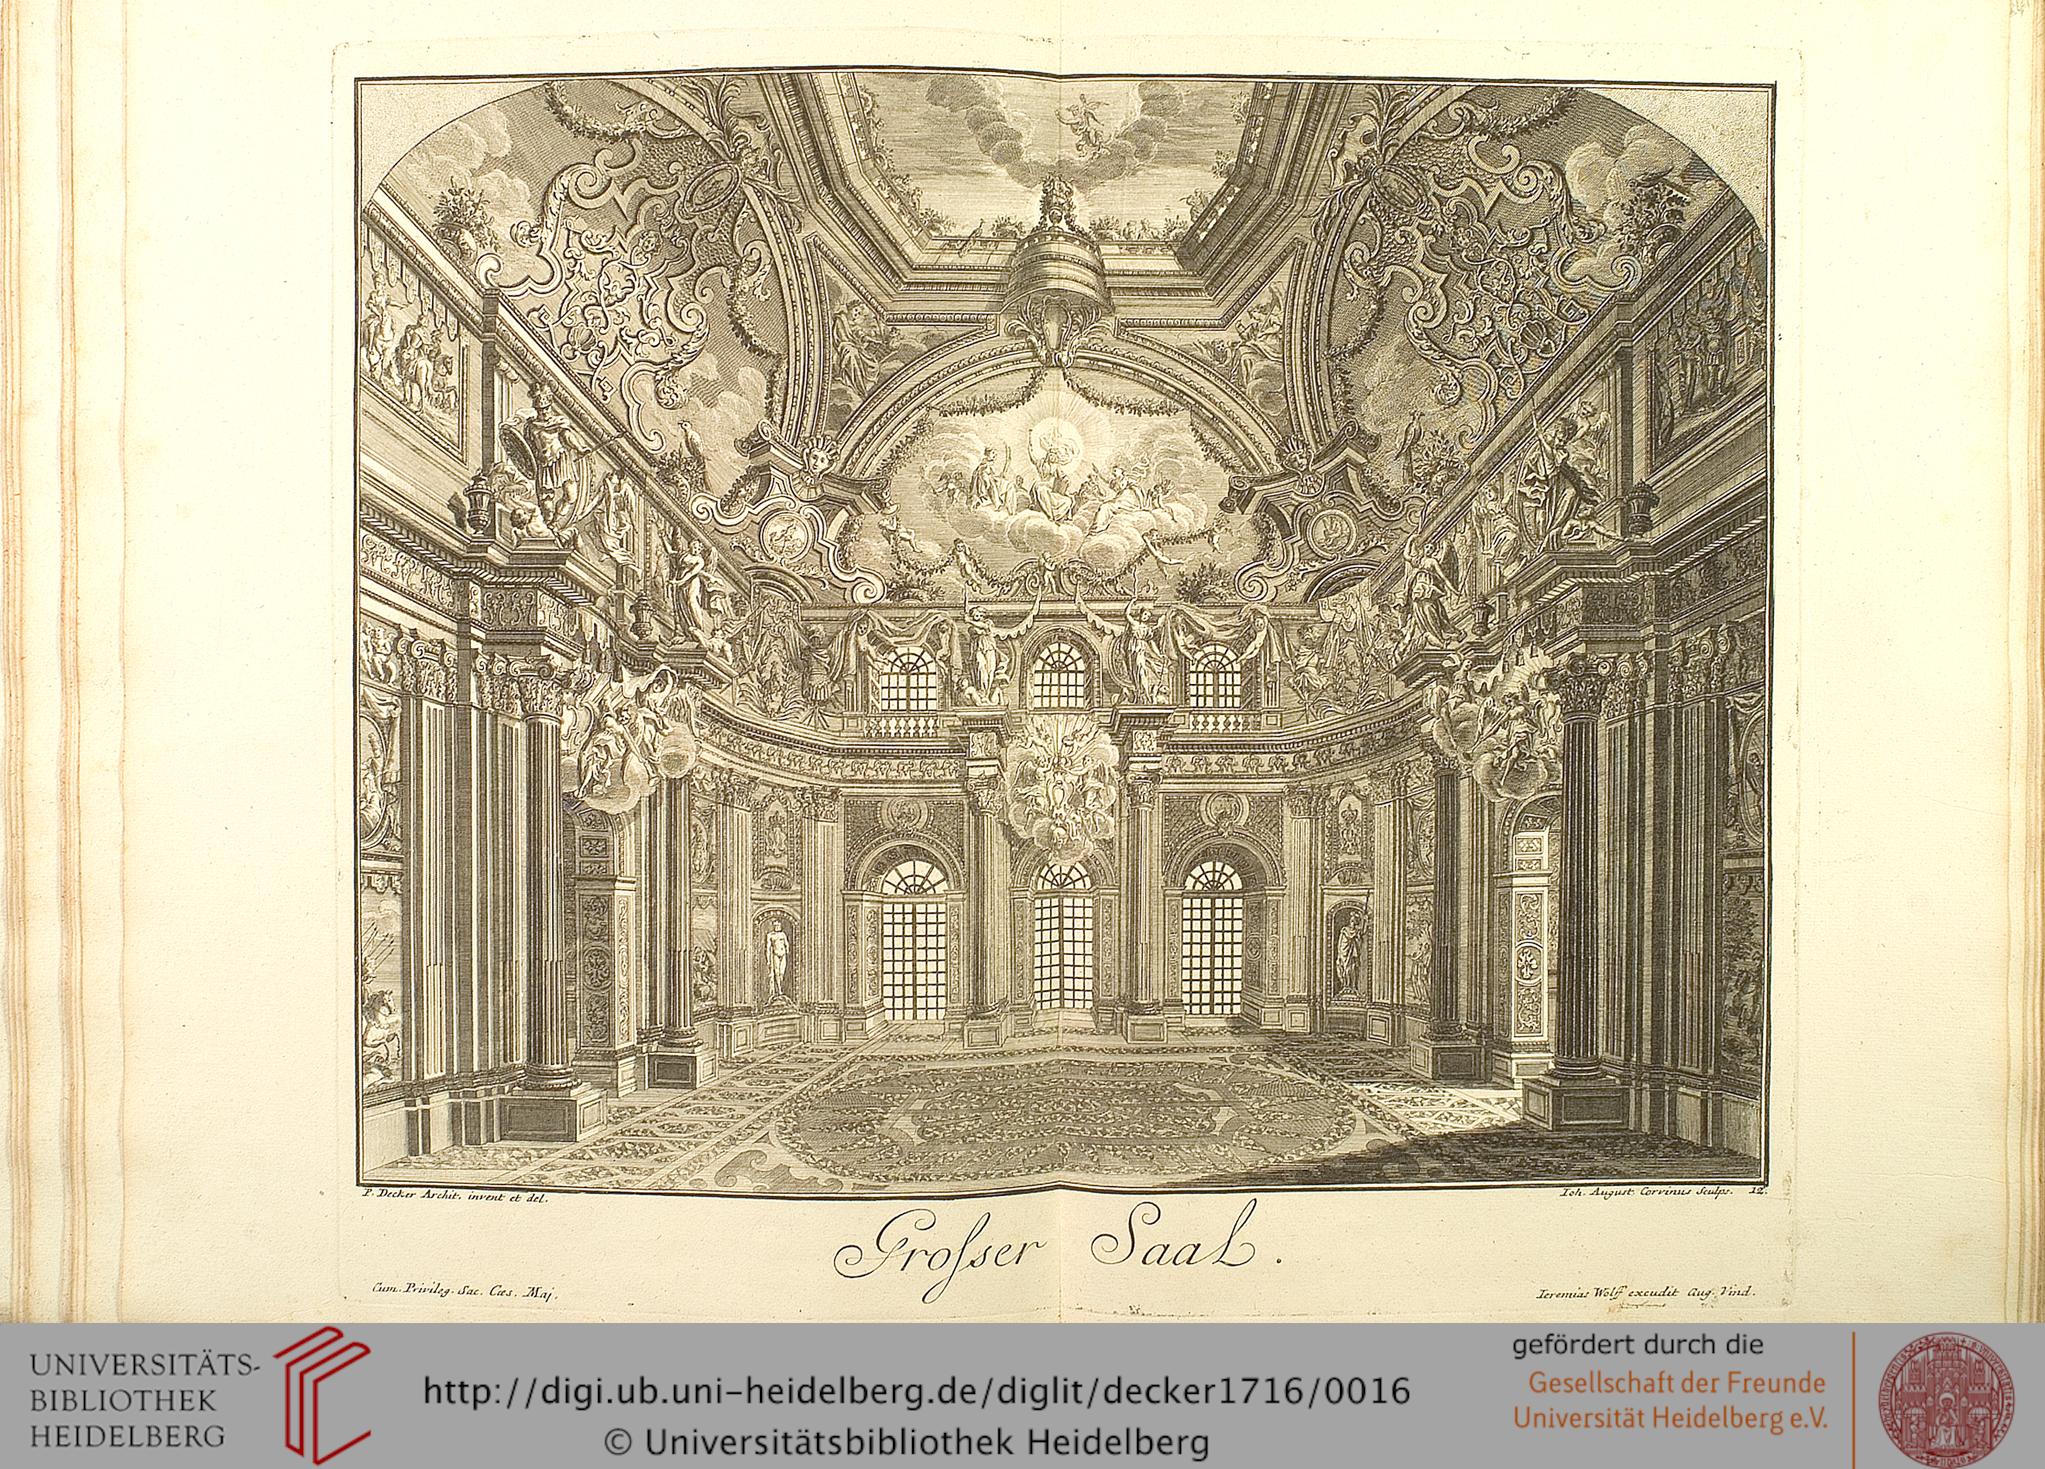 P. Decker Archit. invent et del.
Ioh. August. Corvinus Sculps. 12.
Grosser Saal.
Cum. Privileg. Sac. Cæs. Maj.
Ieremias Wolff excudit Aug. Vind.
UNIVERSITÄTS-
BIBLIOTHEK
HEIDELBERG
http://digi.ub.uni-heidelberg.de/diglit/decker1716/0016
© Universitätsbibliothek Heidelberg
gefördert durch die
Gesellschaft der Freunde
Universität Heidelberg e.V.